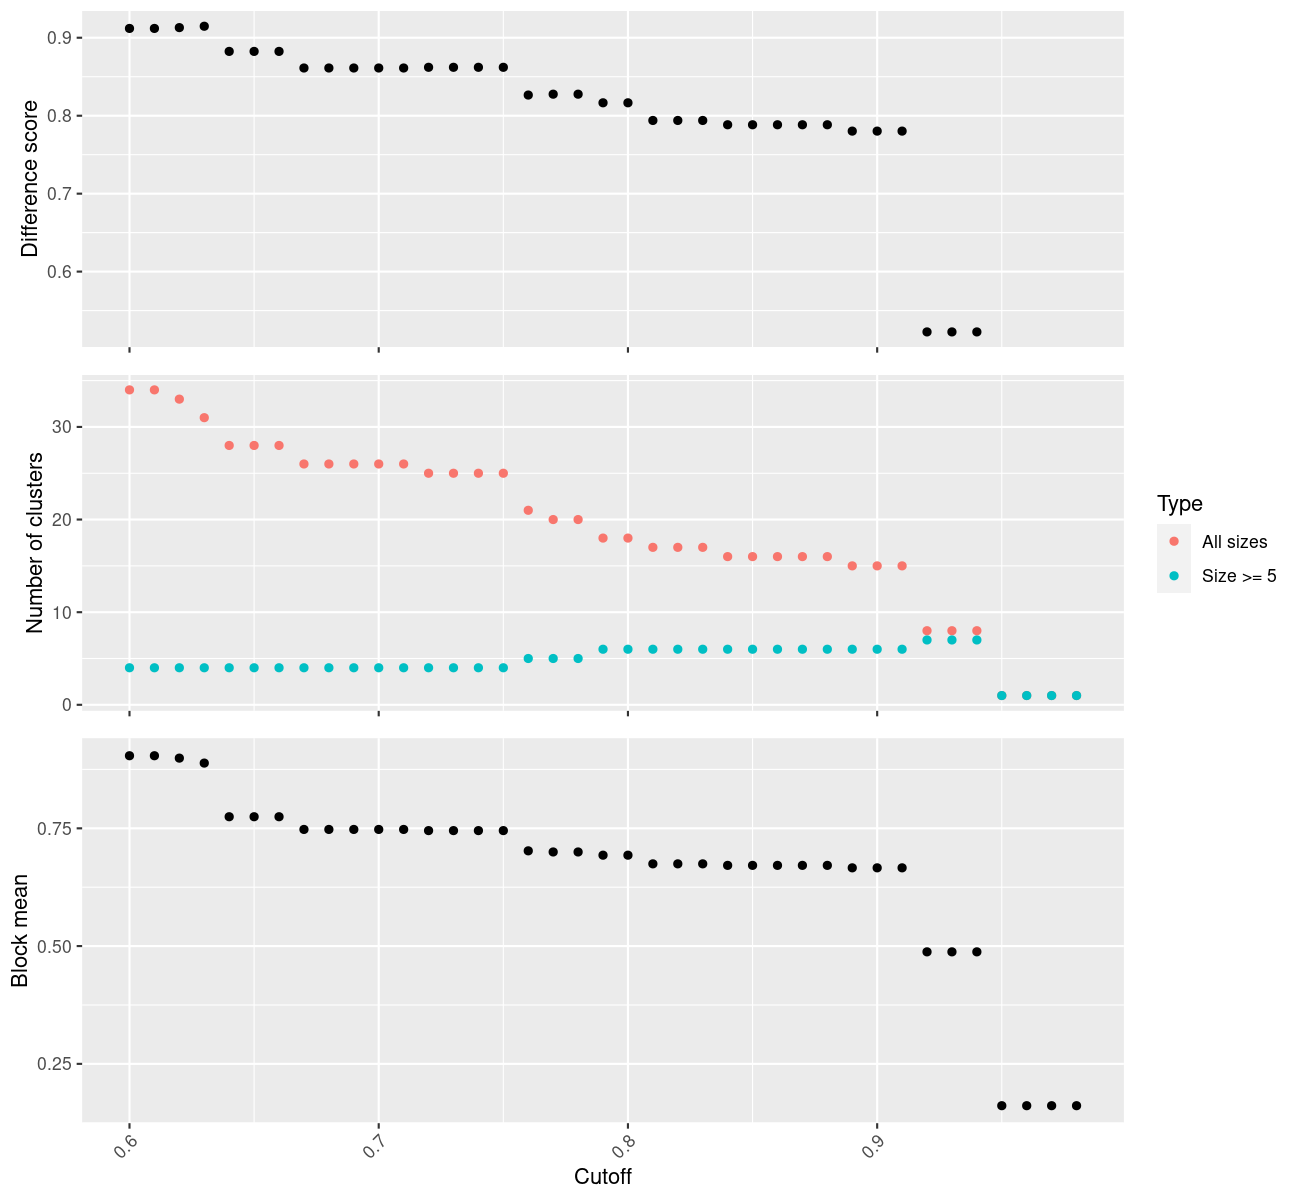 Difference score
0.9
0.8
0.7
0.6
Number of clusters
30
20
10
0
Type
All sizes
Size >= 5
Block mean
0.75
0.50
0.25
0.6
0.7
0.8
0.9
Cutoff